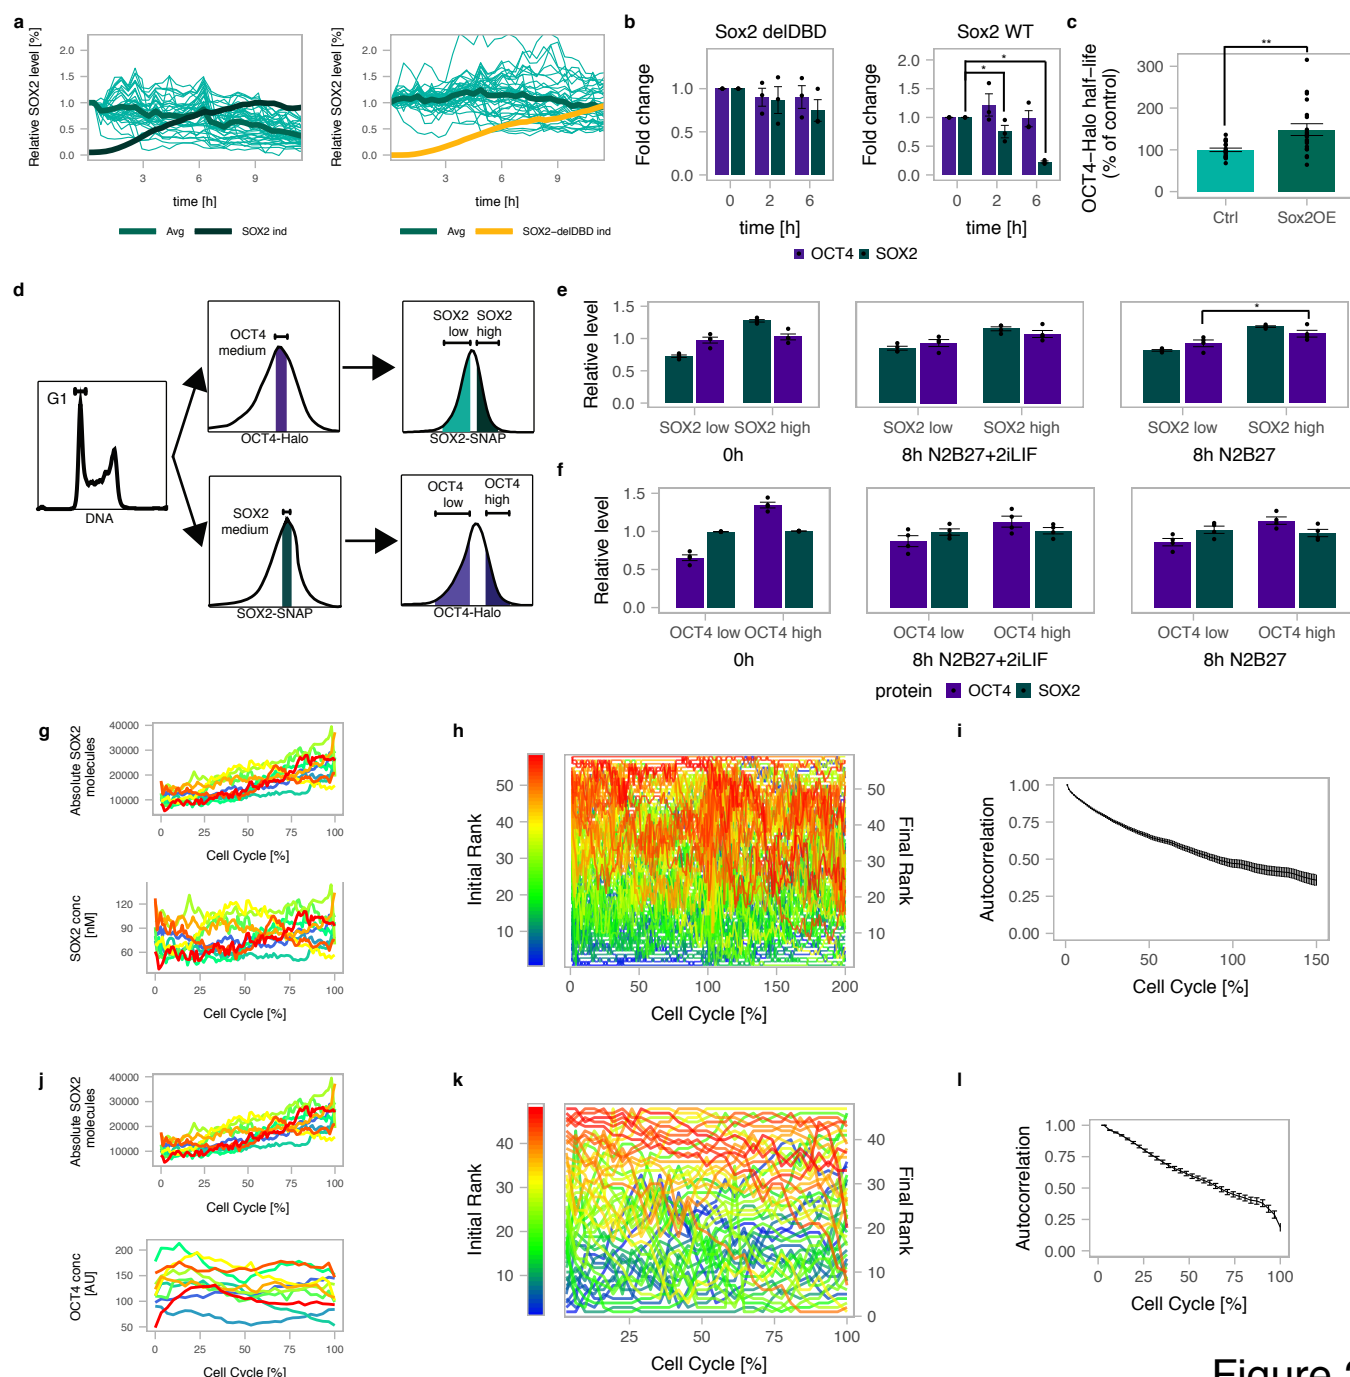 a
Relative SOX2 level [%]
2.0
1.5
1.0
0.5
0.0
3
6
9
time [h]
Avg
SOX2 ind
Relative SOX2 level [%]
2.0
1.5
1.0
0.5
0.0
3
6
9
time [h]
Avg
SOX2−delDBD ind
b
Sox2 delDBD
Fold change
1.0
0.5
0.0
0
2
6
time [h]
Sox2 WT
Fold change
2.0
1.5
1.0
0.5
0.0
*
*
0
2
6
time [h]
OCT4
SOX2
c
OCT4−Halo half−life
(% of control)
300
200
100
0
**
Ctrl
Sox2OE
d
G1
DNA
OCT4
medium
OCT4-Halo
SOX2
low
SOX2
high
SOX2-SNAP
SOX2
medium
SOX2-SNAP
OCT4
low
OCT4
high
OCT4-Halo
e
Relative level
1.5
1.0
0.5
0.0
SOX2 low
SOX2 high
0h
SOX2 low
SOX2 high
8h N2B27+2iLIF
*
SOX2 low
SOX2 high
8h N2B27
f
Relative level
1.5
1.0
0.5
0.0
OCT4 low
OCT4 high
0h
OCT4 low
OCT4 high
8h N2B27+2iLIF
OCT4 low
OCT4 high
8h N2B27
protein
OCT4
SOX2
g
Absolute SOX2
molecules
40000
30000
20000
10000
0
25
50
75
100
Cell Cycle [%]
SOX2 conc
[nM]
120
90
60
0
25
50
75
100
Cell Cycle [%]
h
Initial Rank
50
40
30
20
10
50
40
30
20
10
Final Rank
0
50
100
150
200
Cell Cycle [%]
i
Autocorrelation
1.00
0.75
0.50
0.25
0.00
0
50
100
150
Cell Cycle [%]
j
Absolute SOX2
molecules
40000
30000
20000
10000
0
25
50
75
100
Cell Cycle [%]
OCT4 conc
[AU]
200
150
100
50
0
25
50
75
100
Cell Cycle [%]
k
Initial Rank
40
30
20
10
40
30
20
10
0
Final Rank
25
50
75
100
Cell Cycle [%]
l
Autocorrelation
1.00
0.75
0.50
0.25
0.00
0
25
50
75
100
Cell Cycle [%]
Figure